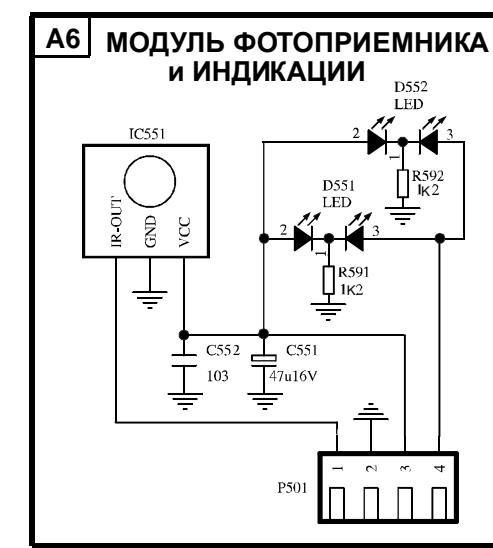 A6
МОДУЛЬ ФОТОПРИЕМНИКА
и ИНДИКАЦИИ
D552
LED
2
3
1
R592
1K2
IC551
IR-OUT
GND
VCC
D551
LED
2
3
1
R591
1K2
C552
103
C551
47u16V
P501
1
2
3
4